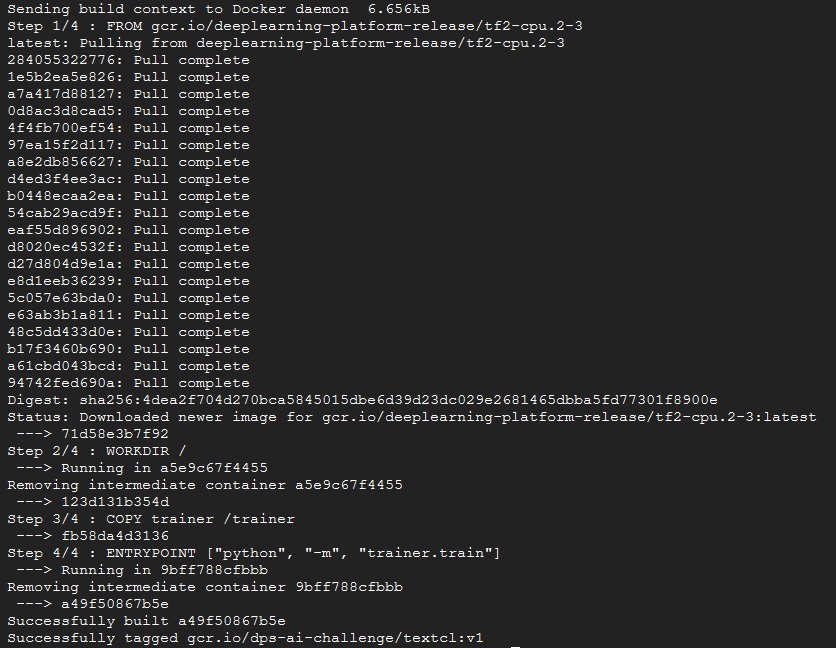 Sending build context to Docker daemon  6.656kB
Step 1/4 : FROM gcr.io/deeplearning-platform-release/tf2-cpu.2-3
latest: Pulling from deeplearning-platform-release/tf2-cpu.2-3
284055322776: Pull complete
1e5b2ea5e826: Pull complete
a7a417d88127: Pull complete
0d8ac3d8cad5: Pull complete
4f4fb700ef54: Pull complete
97ea15f2d117: Pull complete
a8e2db856627: Pull complete
d4ed3f4ee3ac: Pull complete
b0448ecaa2ea: Pull complete
54cab29acd9f: Pull complete
eaf55d896902: Pull complete
d8020ec4532f: Pull complete
d27d804d9e1a: Pull complete
e8d1eeb36239: Pull complete
5c057e63bda0: Pull complete
e63ab3b1a811: Pull complete
48c5dd433d0e: Pull complete
b17f3460b690: Pull complete
a61cbd043bcd: Pull complete
94742fed690a: Pull complete
Digest: sha256:4dea2f704d270bca5845015dbe6d39d23dc029e2681465dbba5fd77301f8900e
Status: Downloaded newer image for gcr.io/deeplearning-platform-release/tf2-cpu.2-3:latest
 ---> 71d58e3b7f92
Step 2/4 : WORKDIR /
 ---> Running in a5e9c67f4455
Removing intermediate container a5e9c67f4455
 ---> 123d131b354d
Step 3/4 : COPY trainer /trainer
 ---> fb58da4d3136
Step 4/4 : ENTRYPOINT ["python", "-m", "trainer.train"]
 ---> Running in 9bff788cfbbb
Removing intermediate container 9bff788cfbbb
 ---> a49f50867b5e
Successfully built a49f50867b5e
Successfully tagged gcr.io/dps-ai-challenge/textcl:v1